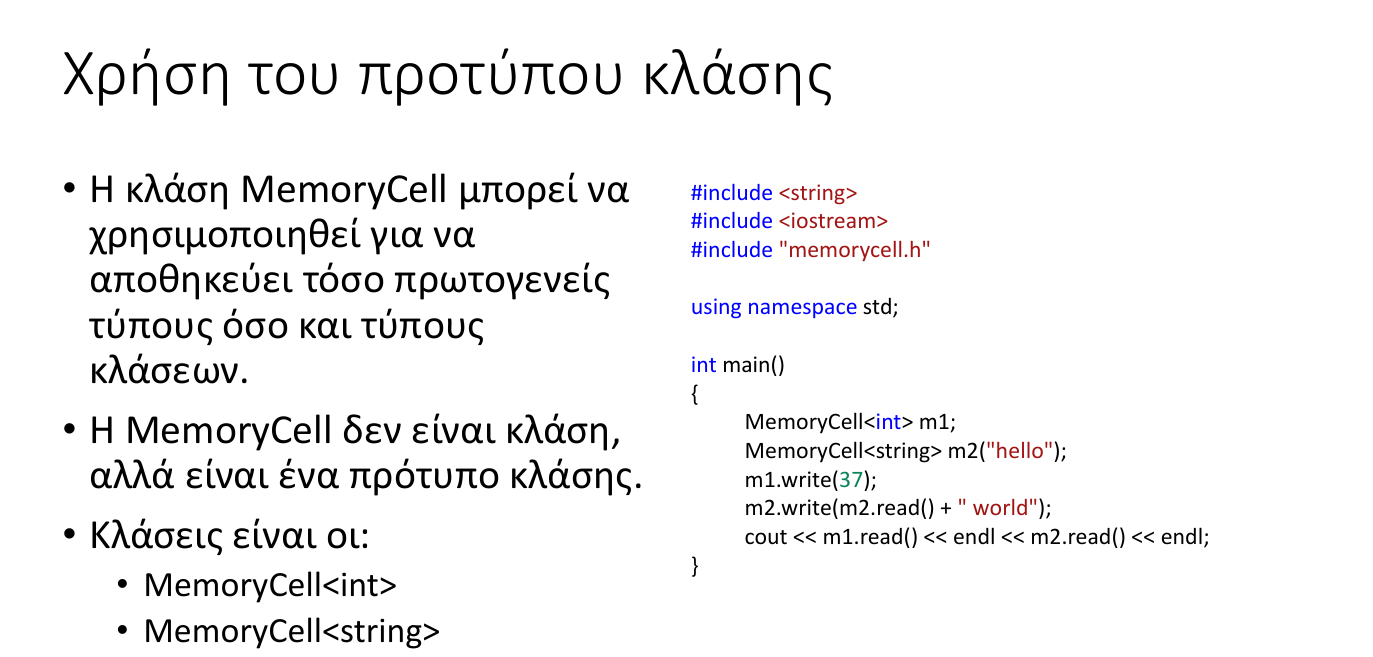 Χρήση του προτύπου κλάσης
• Η κλάση MemoryCell μπορεί να
χρησιμοποιηθεί για να
αποθηκεύει τόσο πρωτογενείς
τύπους όσο και τύπους
κλάσεων.
• Η MemoryCell δεν είναι κλάση,
αλλά είναι ένα πρότυπο κλάσης.
• Κλάσεις είναι οι:
• MemoryCell<int>
• MemoryCell<string>
#include <string>
#include <iostream>
#include "memorycell.h"
using namespace std;
int main()
{
MemoryCell<int> m1;
MemoryCell<string> m2("hello");
m1.write(37);
m2.write(m2.read() + " world");
cout << m1.read() << endl << m2.read() << endl;
}